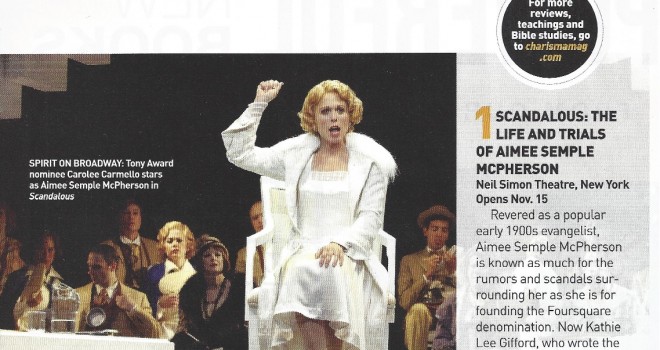 For more
reviews,
teachings and
Bible studies, go
to charismamag
.com
SPIRIT ON BROADWAY: Tony Award
nominee Carolee Carmello stars
as Aimee Semple McPherson in
Scandalous
1 SCANDALOUS: THE
LIFE AND TRIALS
OF AIMEE SEMPLE
MCPHERSON
Neil Simon Theatre, New York
Opens Nov. 15
Revered as a popular
early 1900s evangelist,
Aimee Semple McPherson
is known as much for the
rumors and scandals sur-
rounding her as she is for
founding the Foursquare
denomination. Now Kathie
Lee Gifford, who wrote the